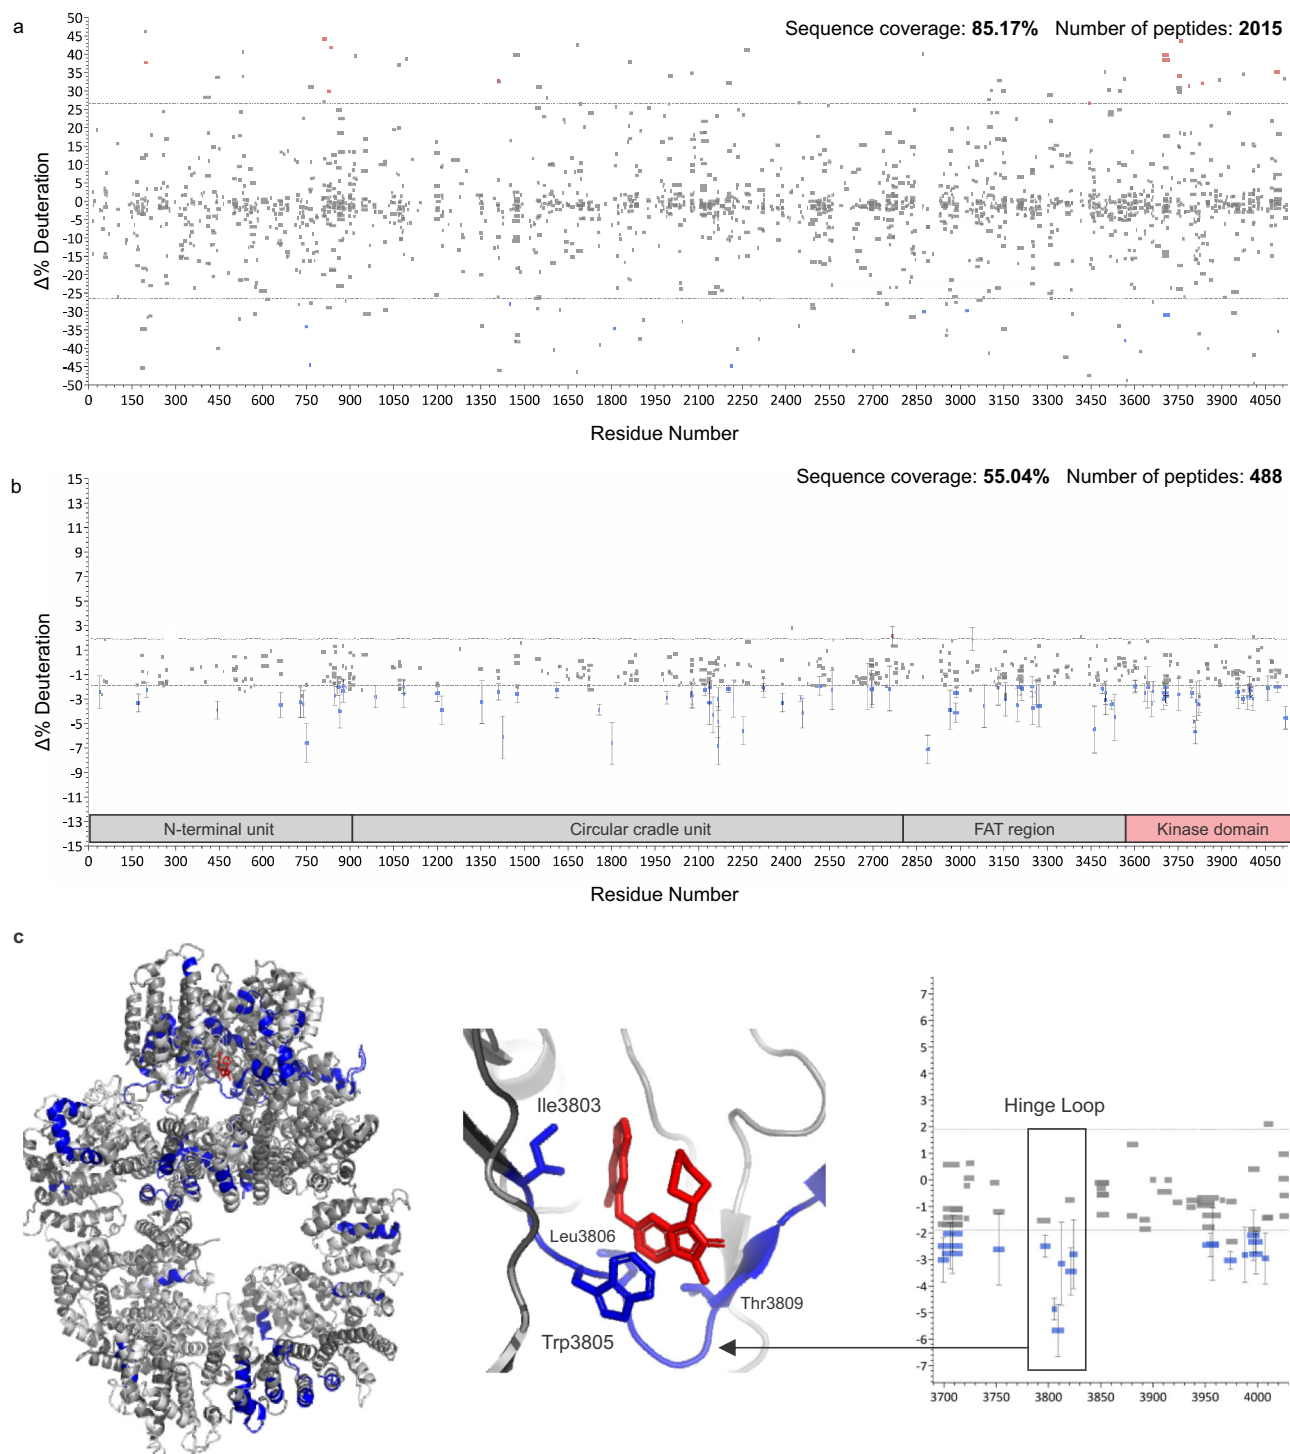 a
Sequence coverage: 85.17% Number of peptides: 2015
50
45
40
35
30
25
20
15
10
5
0
-5
-10
-15
-20
-25
-30
-35
-40
-45
-50
Δ% Deuteration
0 150 300 450 600 750 900 1050 1200 1350 1500 1650 1800 1950 2100 2250 2400 2550 2700 2850 3000 3150 3300 3450 3600 3750 3900 4050
Residue Number
b
Sequence coverage: 55.04% Number of peptides: 488
15
13
11
9
7
5
3
1
-1
-3
-5
-7
-9
-11
-13
-15
Δ% Deuteration
N-terminal unit Circular cradle unit FAT region Kinase domain
0 150 300 450 600 750 900 1050 1200 1350 1500 1650 1800 1950 2100 2250 2400 2550 2700 2850 3000 3150 3300 3450 3600 3750 3900 4050
Residue Number
c
Ile3803
Leu3806
Trp3805
Thr3809
Hinge Loop
7
6
5
4
3
2
1
0
-1
-2
-3
-4
-5
-6
-7
3700 3750 3800 3850 3900 3950 4000